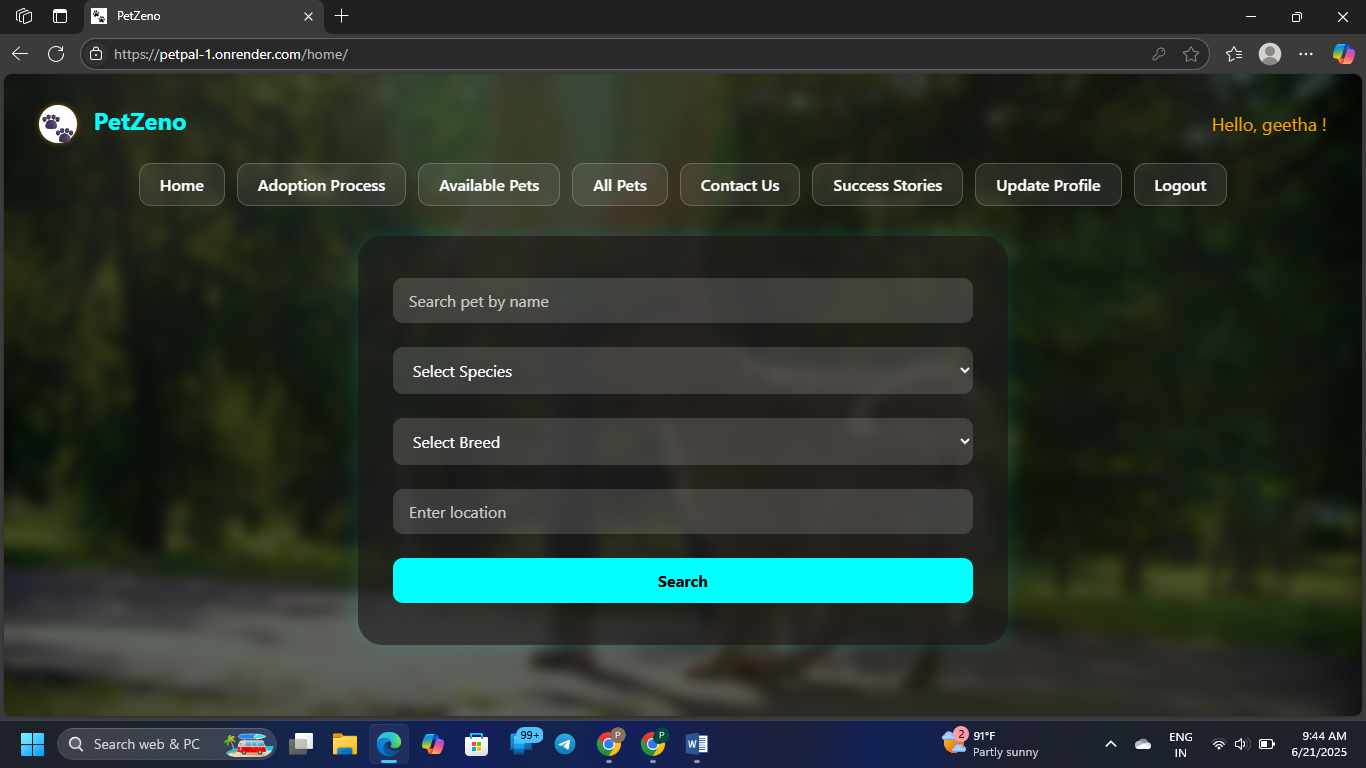 PetZeno
https://petpal-1.onrender.com/home/
PetZeno
Hello, geetha !
Home Adoption Process Available Pets All Pets Contact Us Success Stories Update Profile Logout
Search pet by name
Select Species
Select Breed
Enter location
Search
Search web & PC
99+
P
P
W
2
91°F
Partly sunny
ENG
IN
9:44 AM
6/21/2025